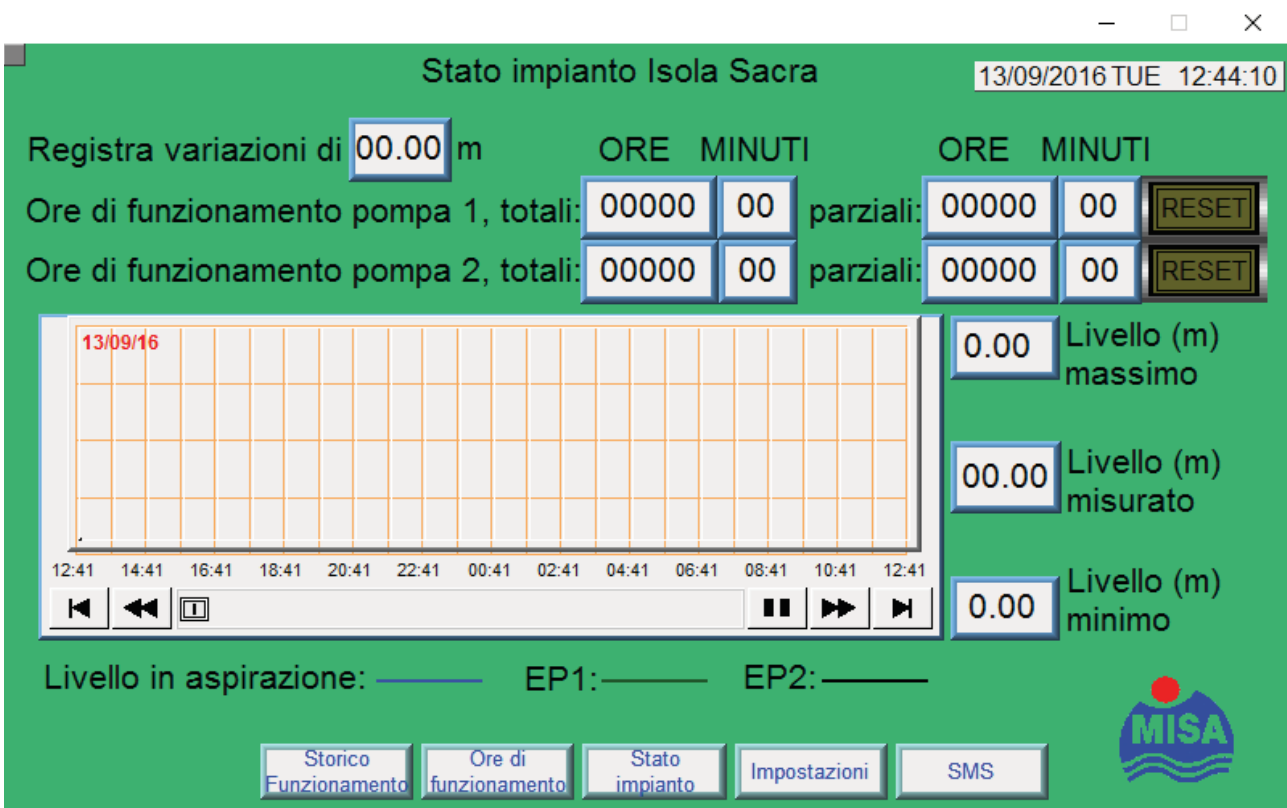 Stato impianto Isola Sacra
13/09/2016 TUE 12:44:10
Registra variazioni di 00.00 m ORE MINUTI ORE MINUTI
Ore di funzionamento pompa 1, totali: 00000 00 parziali: 00000 00 RESET
Ore di funzionamento pompa 2, totali: 00000 00 parziali: 00000 00 RESET
13/09/16
12:41 14:41 16:41 18:41 20:41 22:41 00:41 02:41 04:41 06:41 08:41 10:41 12:41
0.00 Livello (m)
massimo
00.00 Livello (m)
misurato
0.00 Livello (m)
minimo
Livello in aspirazione: EP1: EP2:
MISA
Storico
Funzionamento
Ore di
funzionamento
Stato
impianto
Impostazioni
SMS